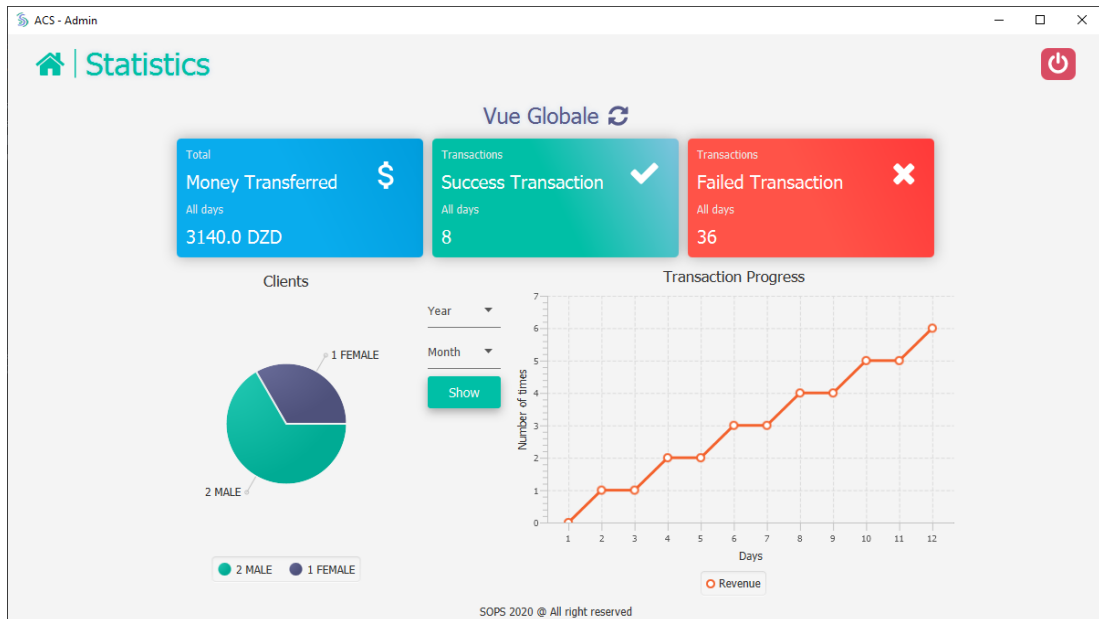 ACS - Admin
Statistics
Vue Globale
Total
Money Transferred
$
All days
3140.0 DZD
Transactions
Success Transaction
All days
8
Transactions
Failed Transaction
All days
36
Clients
1 FEMALE
2 MALE
2 MALE 1 FEMALE
Year
Month
Show
Transaction Progress
Number of times
7
6
5
4
3
2
1
0
1 2 3 4 5 6 7 8 9 10 11 12
Days
Revenue
SOPS 2020 @ All right reserved